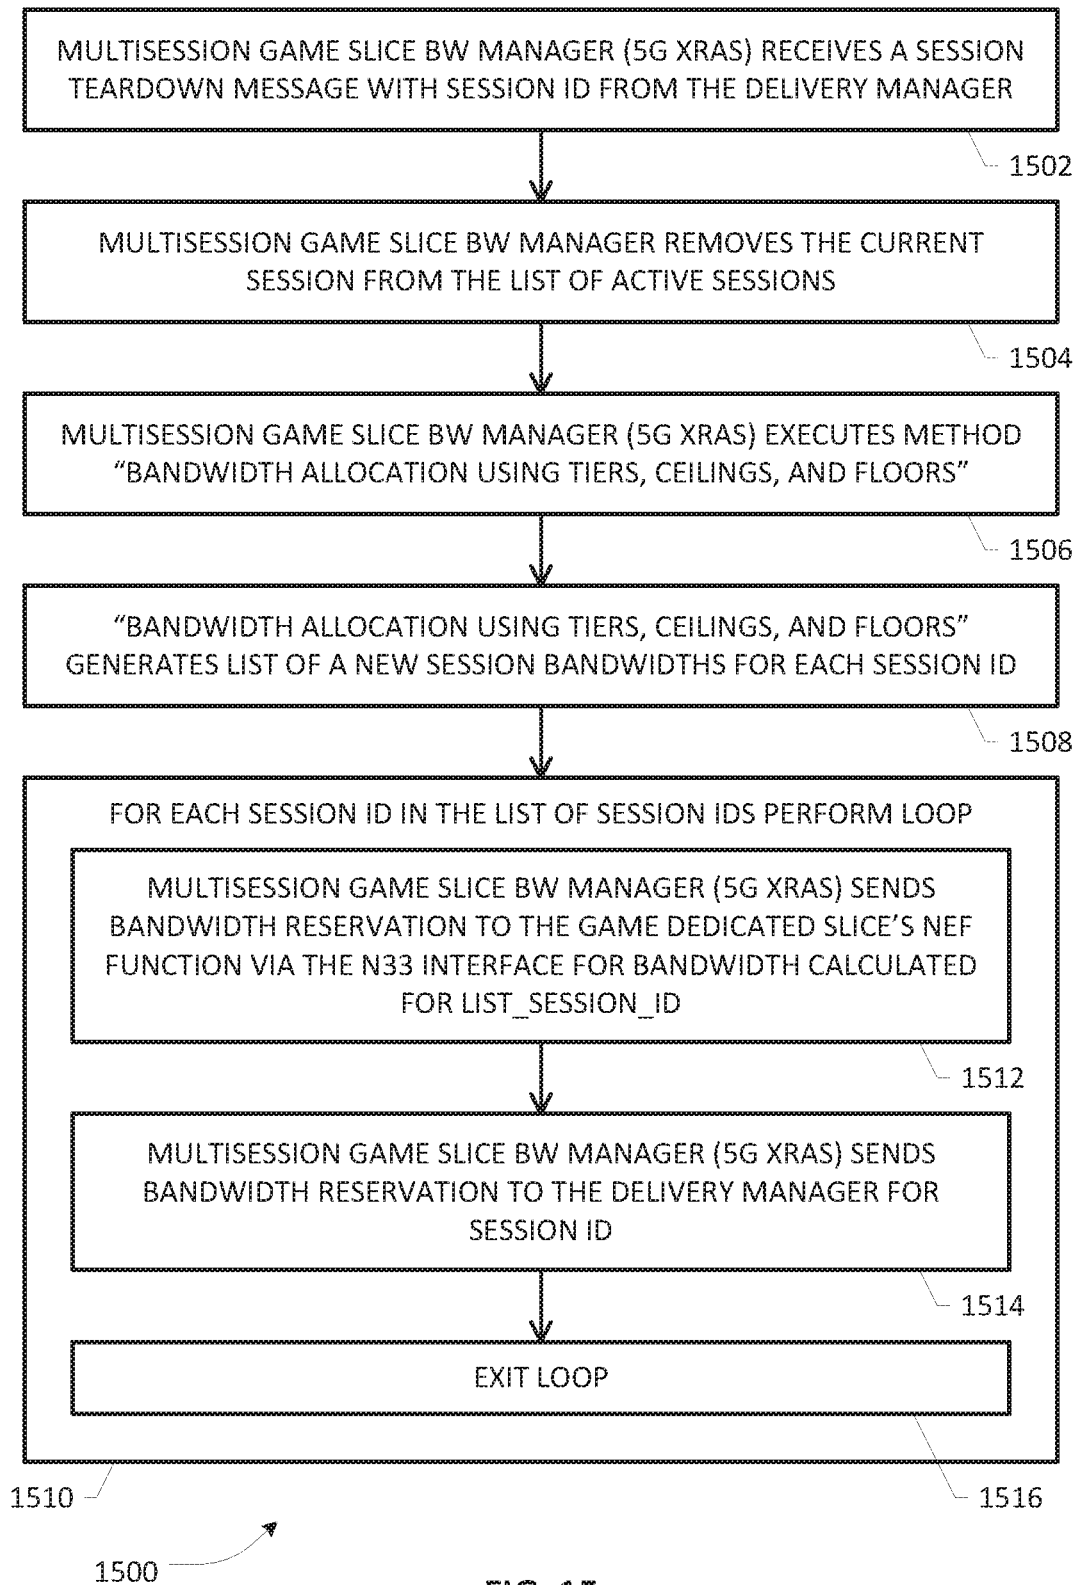 MULTISESSION GAME SLICE BW MANAGER (5G XRAS) RECEIVES A SESSION
TEARDOWN MESSAGE WITH SESSION ID FROM THE DELIVERY MANAGER
1502
MULTISESSION GAME SLICE BW MANAGER REMOVES THE CURRENT
SESSION FROM THE LIST OF ACTIVE SESSIONS
1504
MULTISESSION GAME SLICE BW MANAGER (5G XRAS) EXECUTES METHOD
“BANDWIDTH ALLOCATION USING TIERS, CEILINGS, AND FLOORS”
1506
“BANDWIDTH ALLOCATION USING TIERS, CEILINGS, AND FLOORS”
GENERATES LIST OF A NEW SESSION BANDWIDTHS FOR EACH SESSION ID
1508
FOR EACH SESSION ID IN THE LIST OF SESSION IDS PERFORM LOOP
MULTISESSION GAME SLICE BW MANAGER (5G XRAS) SENDS
BANDWIDTH RESERVATION TO THE GAME DEDICATED SLICE’S NEF
FUNCTION VIA THE N33 INTERFACE FOR BANDWIDTH CALCULATED
FOR LIST_SESSION_ID
1512
MULTISESSION GAME SLICE BW MANAGER (5G XRAS) SENDS
BANDWIDTH RESERVATION TO THE DELIVERY MANAGER FOR
SESSION ID
1514
EXIT LOOP
1510
1516
1500